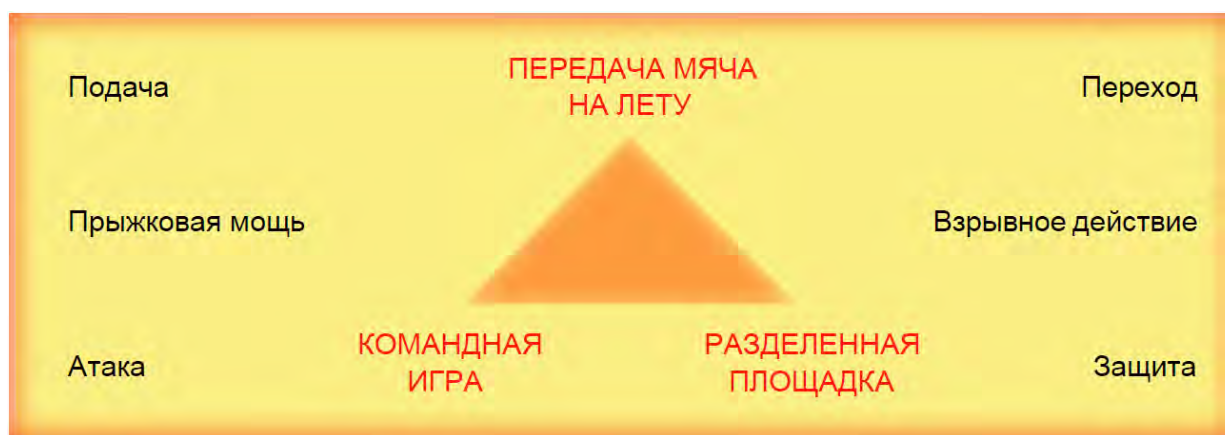 Подача
ПЕРЕДАЧА МЯЧА
НА ЛЕТУ
Переход
Прыжковая мощь
Взрывное действие
Атака
КОМАНДНАЯ
ИГРА
РАЗДЕЛЕННАЯ
ПЛОЩАДКА
Защита